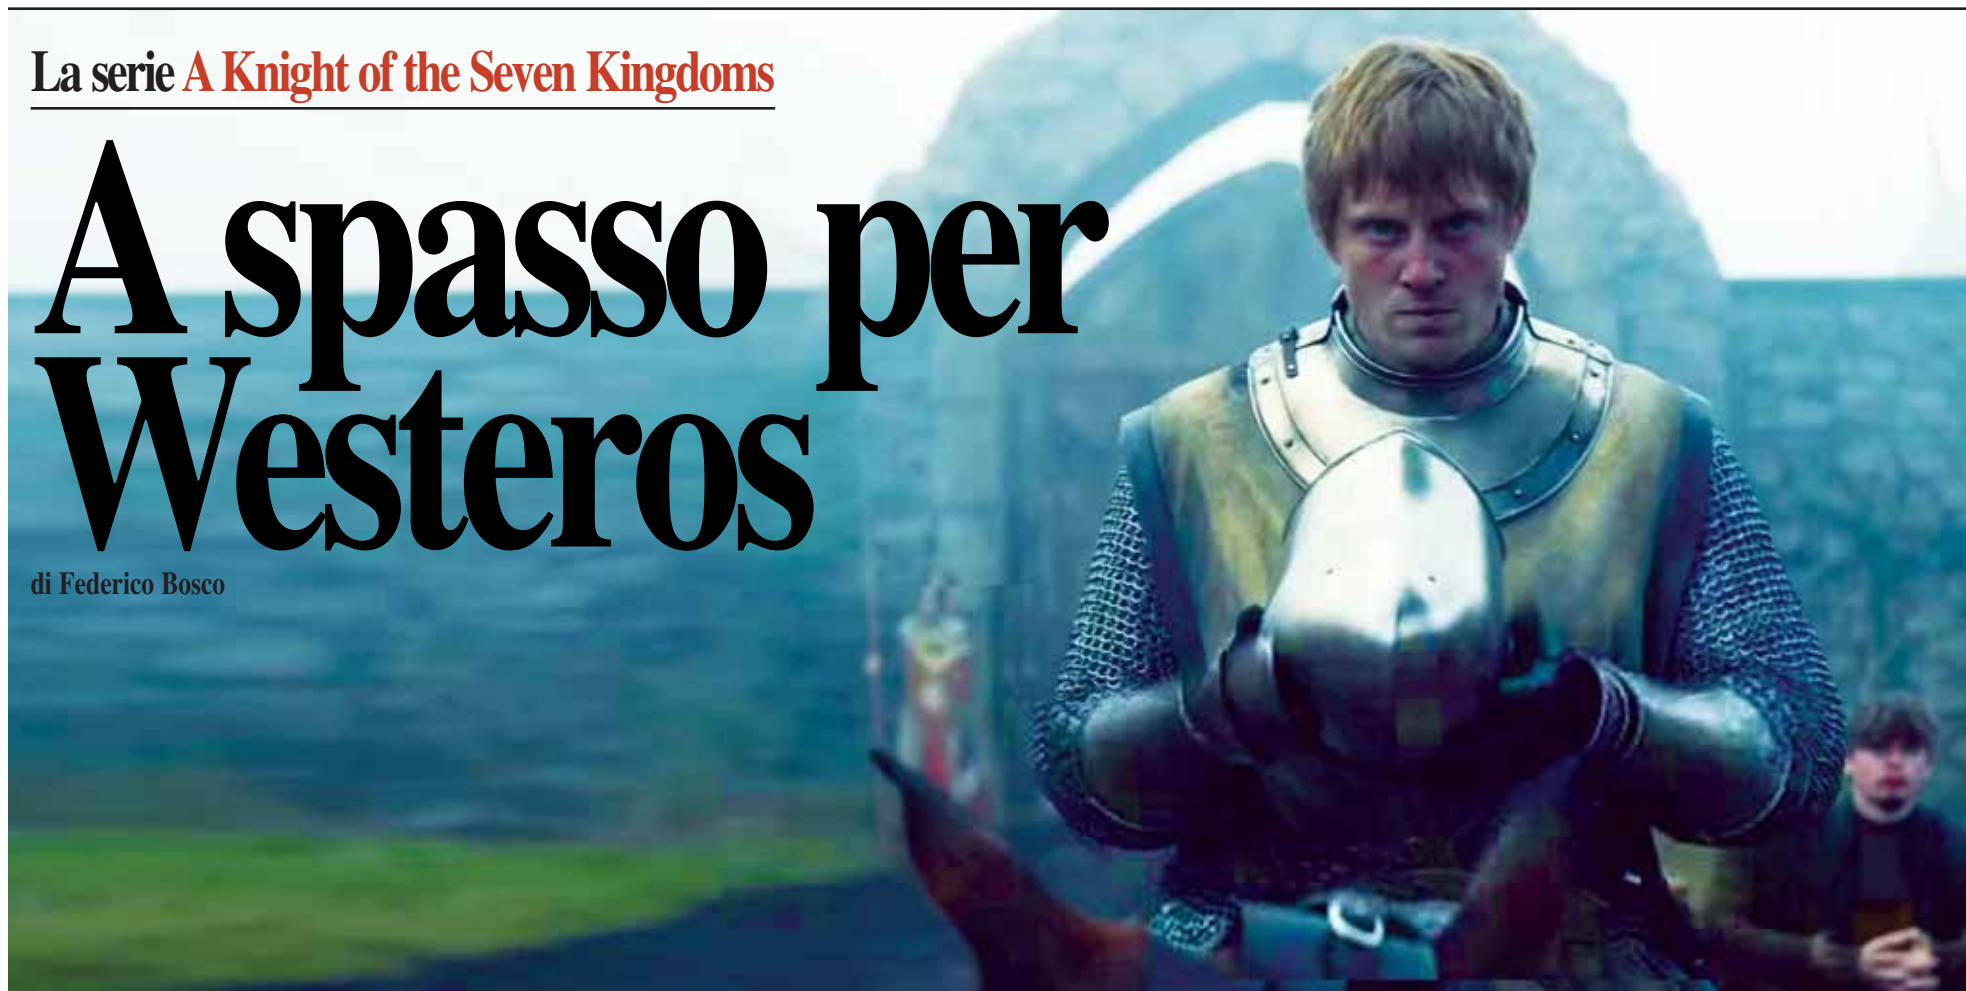 La serie A Knight of the Seven Kingdoms
A spasso per
Westeros
di Federico Bosco